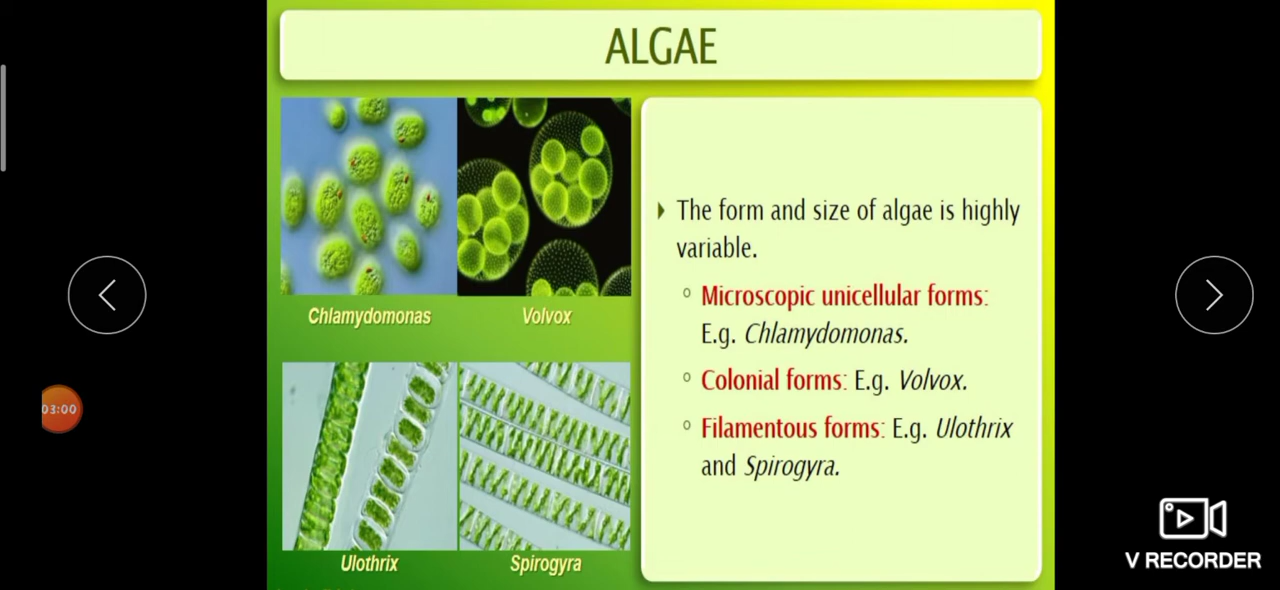 ALGAE
Chlamydomonas
Volvox
Ulothrix
Spirogyra
The form and size of algae is highly
variable.
Microscopic unicellular forms:
E.g. Chlamydomonas.
Colonial forms: E.g. Volvox.
Filamentous forms: E.g. Ulothrix
and Spirogyra.
03:00
V RECORDER